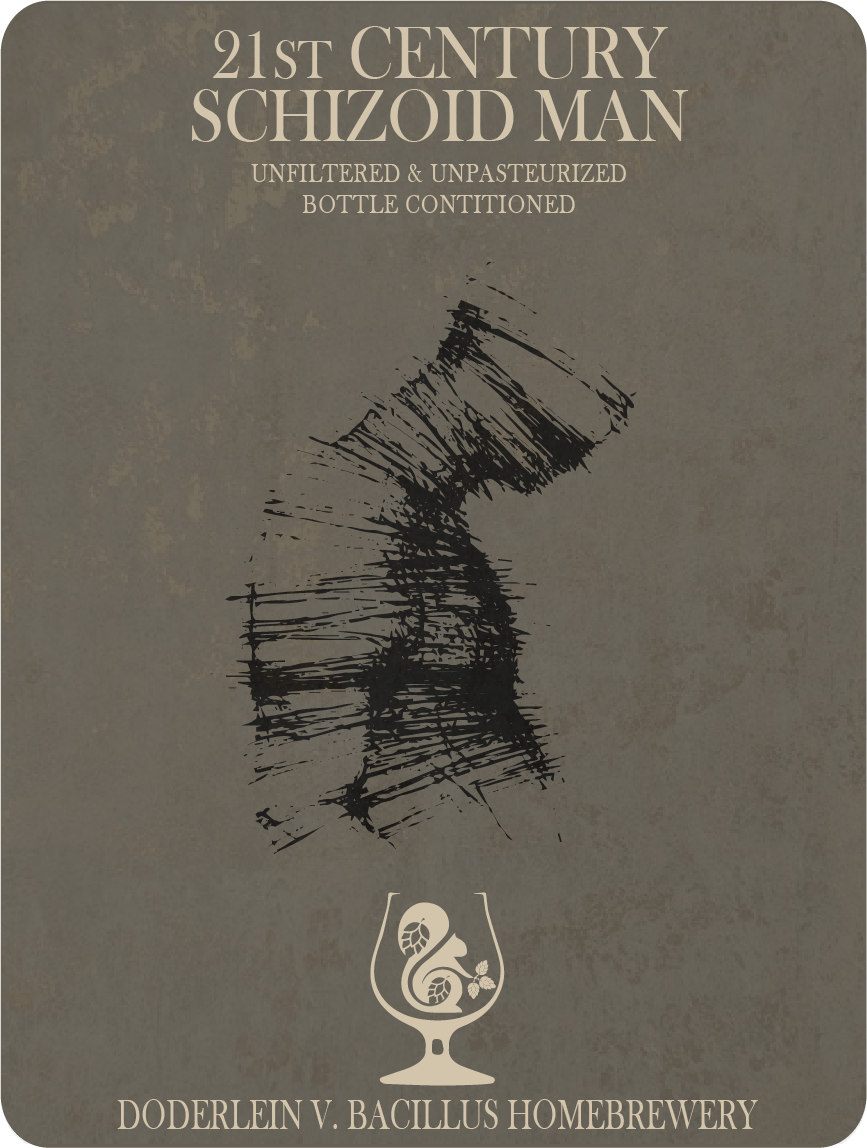 21ST CENTURY
SCHIZOID MAN
UNFILTERED & UNPASTEURIZED
BOTTLE CONTITIONED
DODERLEIN V. BACILLUS HOMEBREWERY